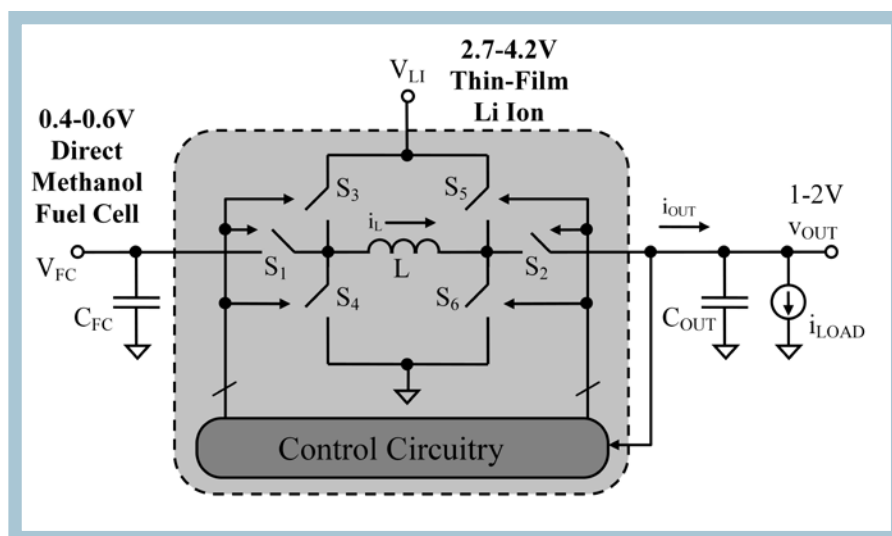 2.7-4.2V
Thin-Film
Li Ion
V_LI
0.4-0.6V
Direct
Methanol
Fuel Cell
V_FC
C_FC
S_3
S_5
i_L
S_1
L
S_2
S_4
S_6
i_OUT
1-2V
v_OUT
C_OUT
i_LOAD
Control Circuitry